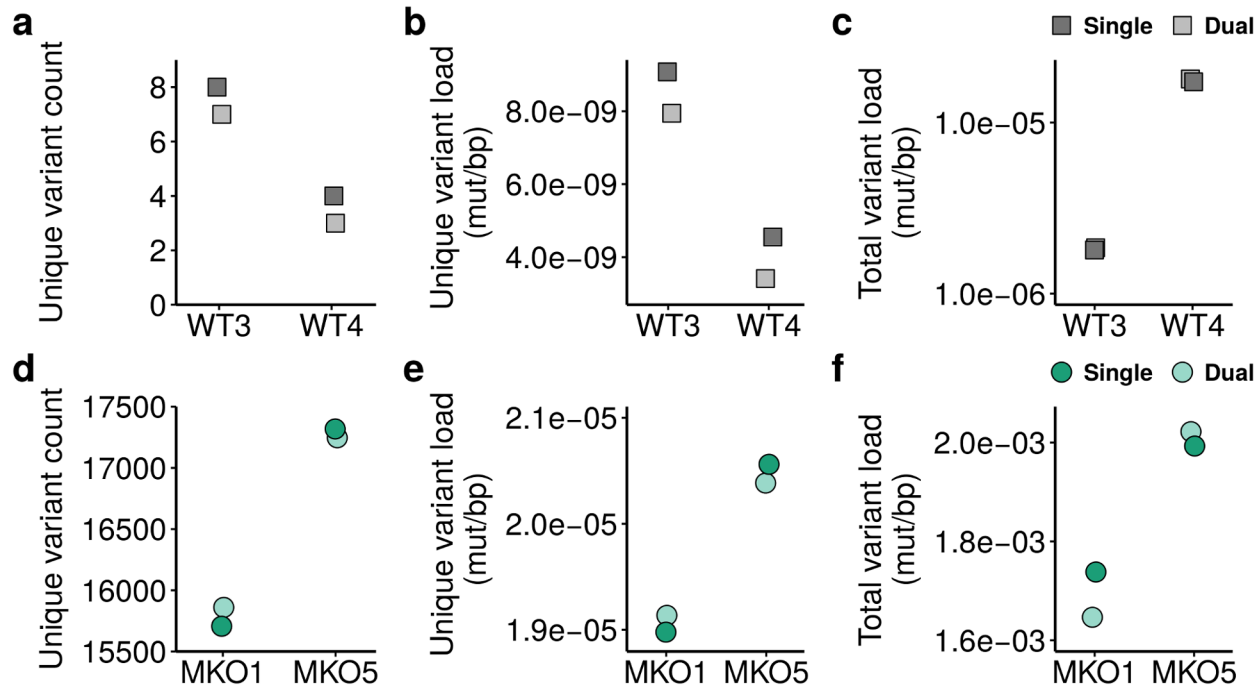 a
Unique variant count
8
6
4
2
0
WT3 WT4
b
Unique variant load
(mut/bp)
8.0e−09
6.0e−09
4.0e−09
WT3 WT4
c
Single Dual
Total variant load
(mut/bp)
1.0e−05
1.0e−06
WT3 WT4
d
Unique variant count
17500
17000
16500
16000
15500
MKO1 MKO5
e
Unique variant load
(mut/bp)
2.1e−05
2.0e−05
1.9e−05
MKO1 MKO5
f
Single Dual
Total variant load
(mut/bp)
2.0e−03
1.8e−03
1.6e−03
MKO1 MKO5